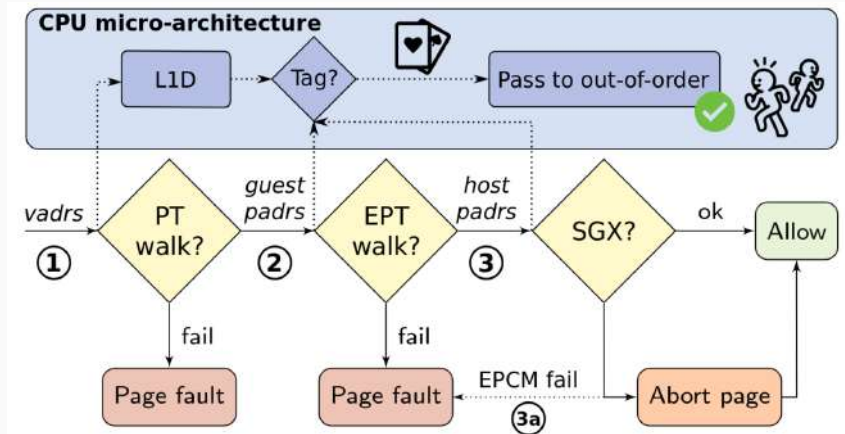 CPU micro-architecture
L1D
Tag?
Pass to out-of-order
vadrs
1
PT
walk?
guest
padrs
2
EPT
walk?
host
padrs
3
SGX?
ok
Allow
fail
fail
Page fault
Page fault
EPCM fail
3a
Abort page